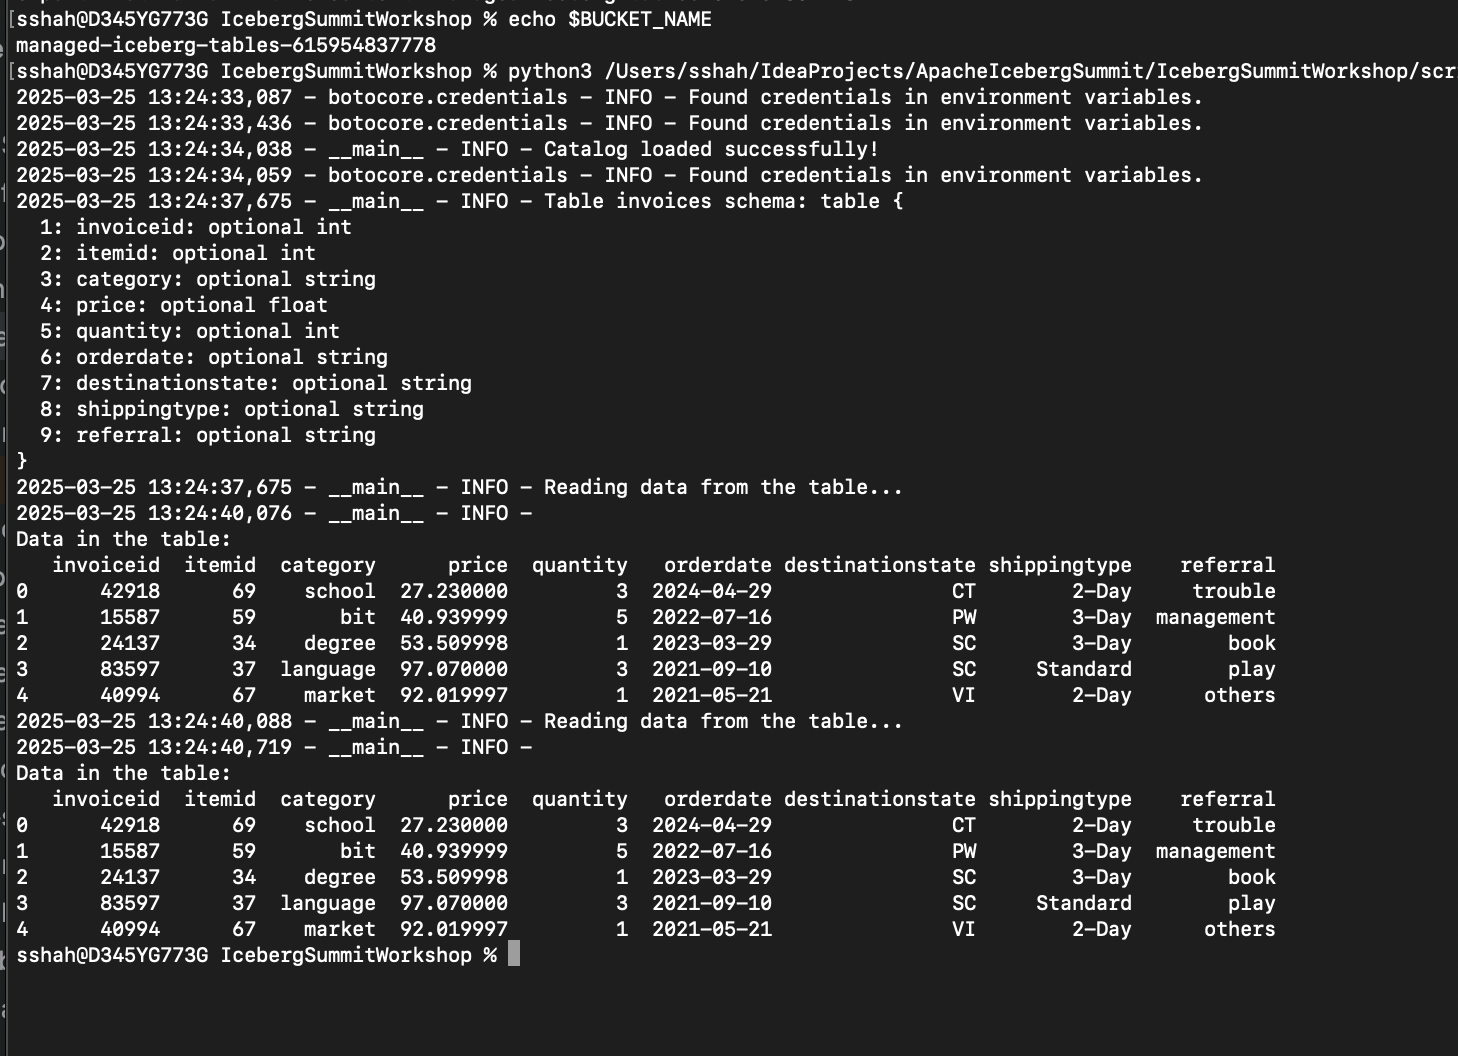 [sshah@D345YG773G IcebergSummitWorkshop % echo $BUCKET_NAME
managed-iceberg-tables-615954837778
[sshah@D345YG773G IcebergSummitWorkshop % python3 /Users/sshah/IdeaProjects/ApacheIcebergSummit/IcebergSummitWorkshop/scr
2025-03-25 13:24:33,087 - botocore.credentials - INFO - Found credentials in environment variables.
2025-03-25 13:24:33,436 - botocore.credentials - INFO - Found credentials in environment variables.
2025-03-25 13:24:34,038 - __main__ - INFO - Catalog loaded successfully!
2025-03-25 13:24:34,059 - botocore.credentials - INFO - Found credentials in environment variables.
2025-03-25 13:24:37,675 - __main__ - INFO - Table invoices schema: table {
  1: invoiceid: optional int
  2: itemid: optional int
  3: category: optional string
  4: price: optional float
  5: quantity: optional int
  6: orderdate: optional string
  7: destinationstate: optional string
  8: shippingtype: optional string
  9: referral: optional string
}
2025-03-25 13:24:37,675 - __main__ - INFO - Reading data from the table...
2025-03-25 13:24:40,076 - __main__ - INFO -
Data in the table:
   invoiceid  itemid  category      price  quantity   orderdate destinationstate shippingtype    referral
0      42918      69    school  27.230000         3  2024-04-29               CT        2-Day     trouble
1      15587      59       bit  40.939999         5  2022-07-16               PW        3-Day  management
2      24137      34    degree  53.509998         1  2023-03-29               SC        3-Day        book
3      83597      37  language  97.070000         3  2021-09-10               SC     Standard        play
4      40994      67    market  92.019997         1  2021-05-21               VI        2-Day      others
2025-03-25 13:24:40,088 - __main__ - INFO - Reading data from the table...
2025-03-25 13:24:40,719 - __main__ - INFO -
Data in the table:
   invoiceid  itemid  category      price  quantity   orderdate destinationstate shippingtype    referral
0      42918      69    school  27.230000         3  2024-04-29               CT        2-Day     trouble
1      15587      59       bit  40.939999         5  2022-07-16               PW        3-Day  management
2      24137      34    degree  53.509998         1  2023-03-29               SC        3-Day        book
3      83597      37  language  97.070000         3  2021-09-10               SC     Standard        play
4      40994      67    market  92.019997         1  2021-05-21               VI        2-Day      others
sshah@D345YG773G IcebergSummitWorkshop %